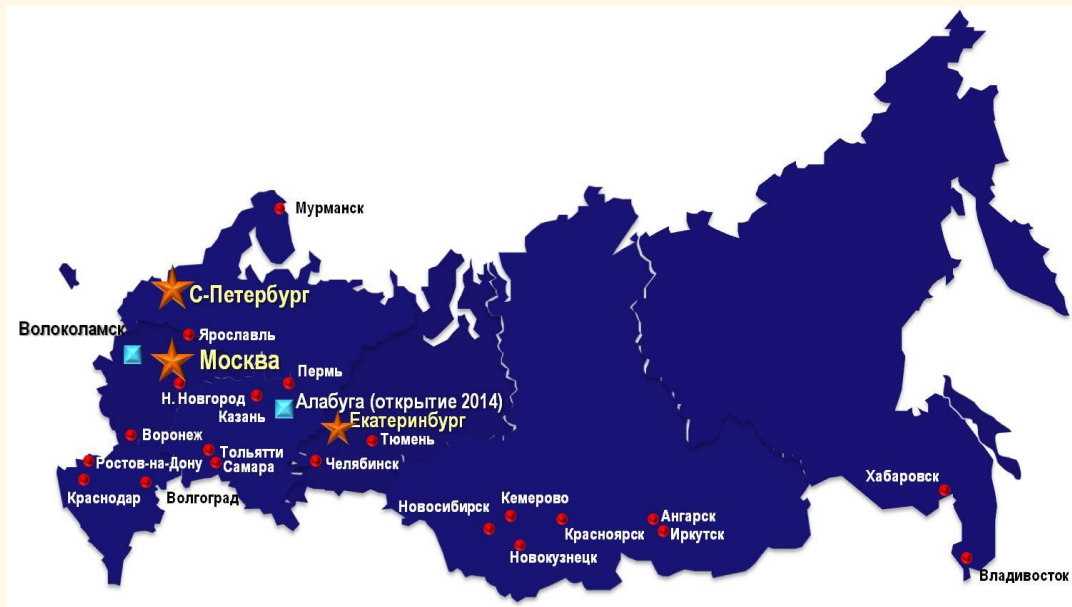 Мурманск
С-Петербург
Волоколамск
Ярославль
Москва
Пермь
Н. Новгород
Алабуга (открытие 2014)
Казань
Екатеринбург
Воронеж
Тюмень
Тольятти
Ростов-на-Дону
Самара
Челябинск
Краснодар
Волгоград
Хабаровск
Кемерово
Новосибирск
Ангарск
Красноярск
Иркутск
Новокузнецк
Владивосток